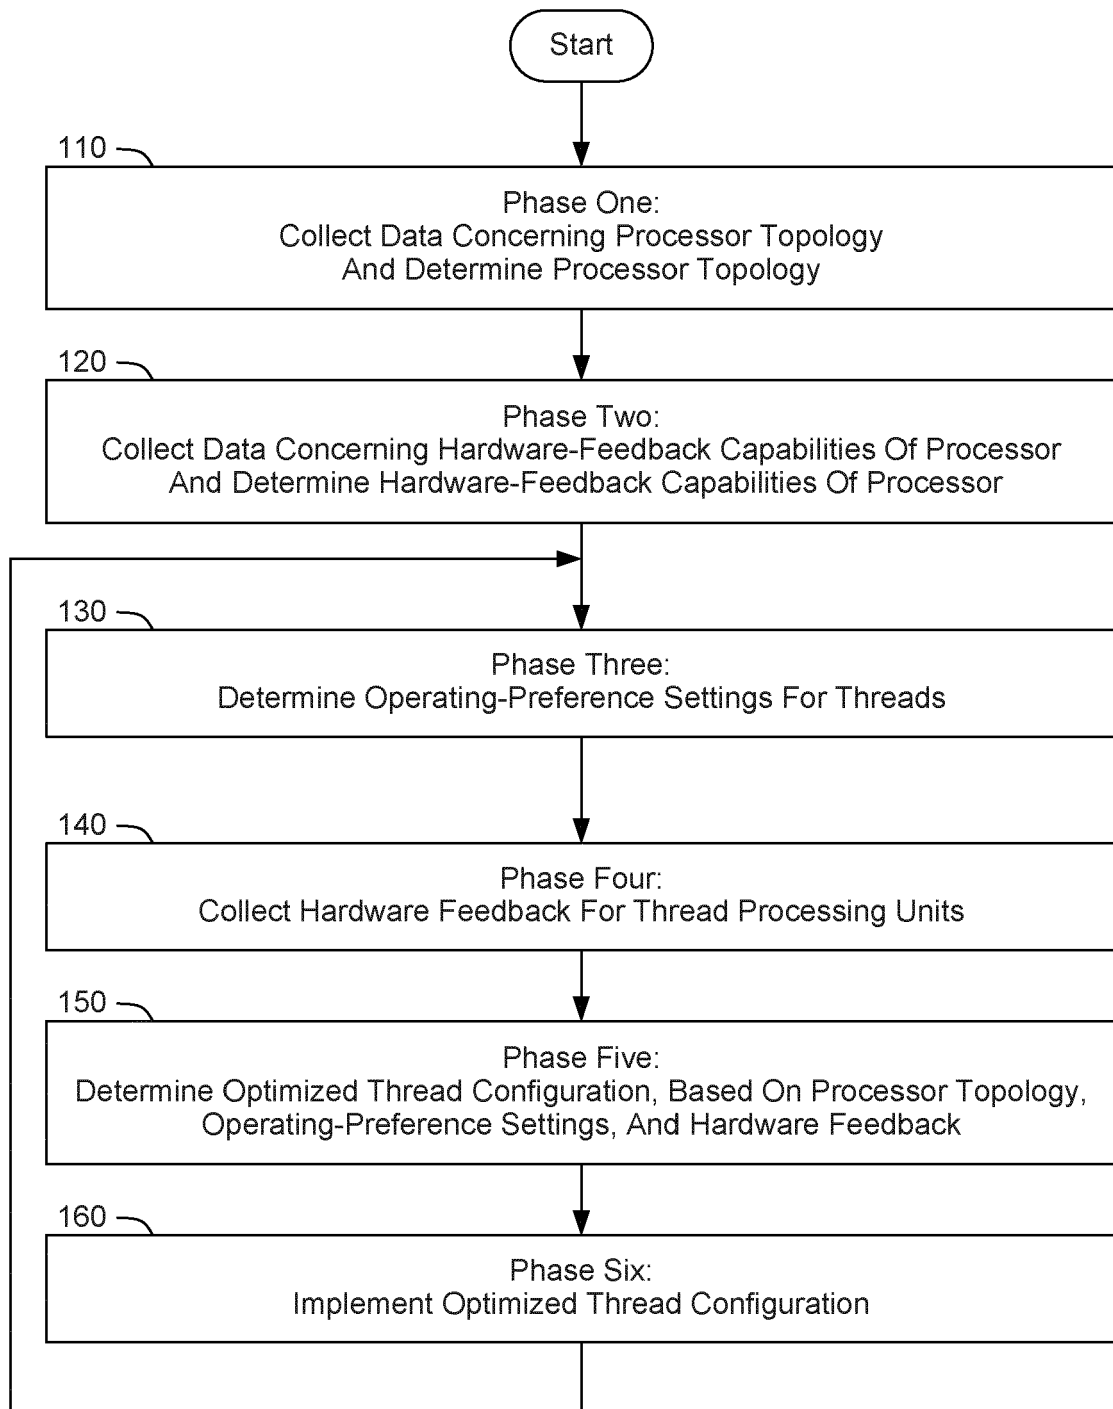 Start
110
Phase One:
Collect Data Concerning Processor Topology
And Determine Processor Topology
120
Phase Two:
Collect Data Concerning Hardware-Feedback Capabilities Of Processor
And Determine Hardware-Feedback Capabilities Of Processor
130
Phase Three:
Determine Operating-Preference Settings For Threads
140
Phase Four:
Collect Hardware Feedback For Thread Processing Units
150
Phase Five:
Determine Optimized Thread Configuration, Based On Processor Topology,
Operating-Preference Settings, And Hardware Feedback
160
Phase Six:
Implement Optimized Thread Configuration